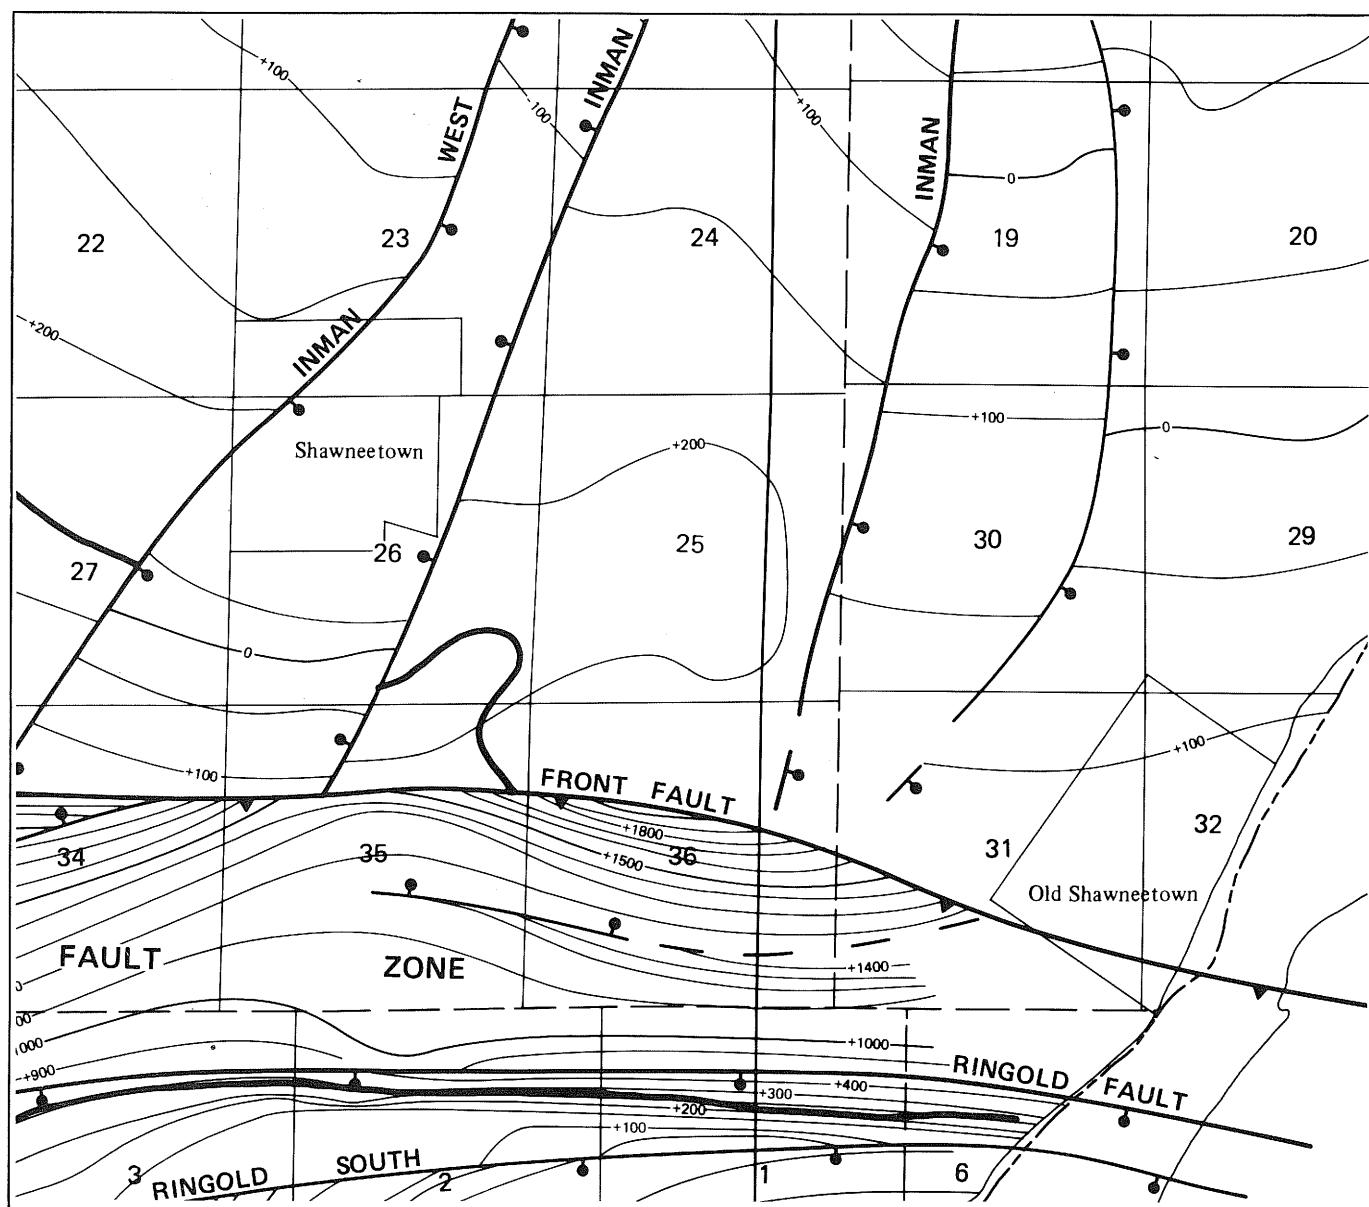 +100
INMAN
WEST
-100
INMAN
+100
INMAN
0
22
23
24
19
20
+200
INMAN
+100
0
Shawneetown
+200
27
26
25
30
29
0
+100
+100
FRONT FAULT
+1800
+1500
34
35
36
31
32
Old Shawneetown
FAULT
ZONE
+1400
+1000
+900
RINGOLD
FAULT
+400
+300
+200
+100
3
RINGOLD
SOUTH
2
1
6